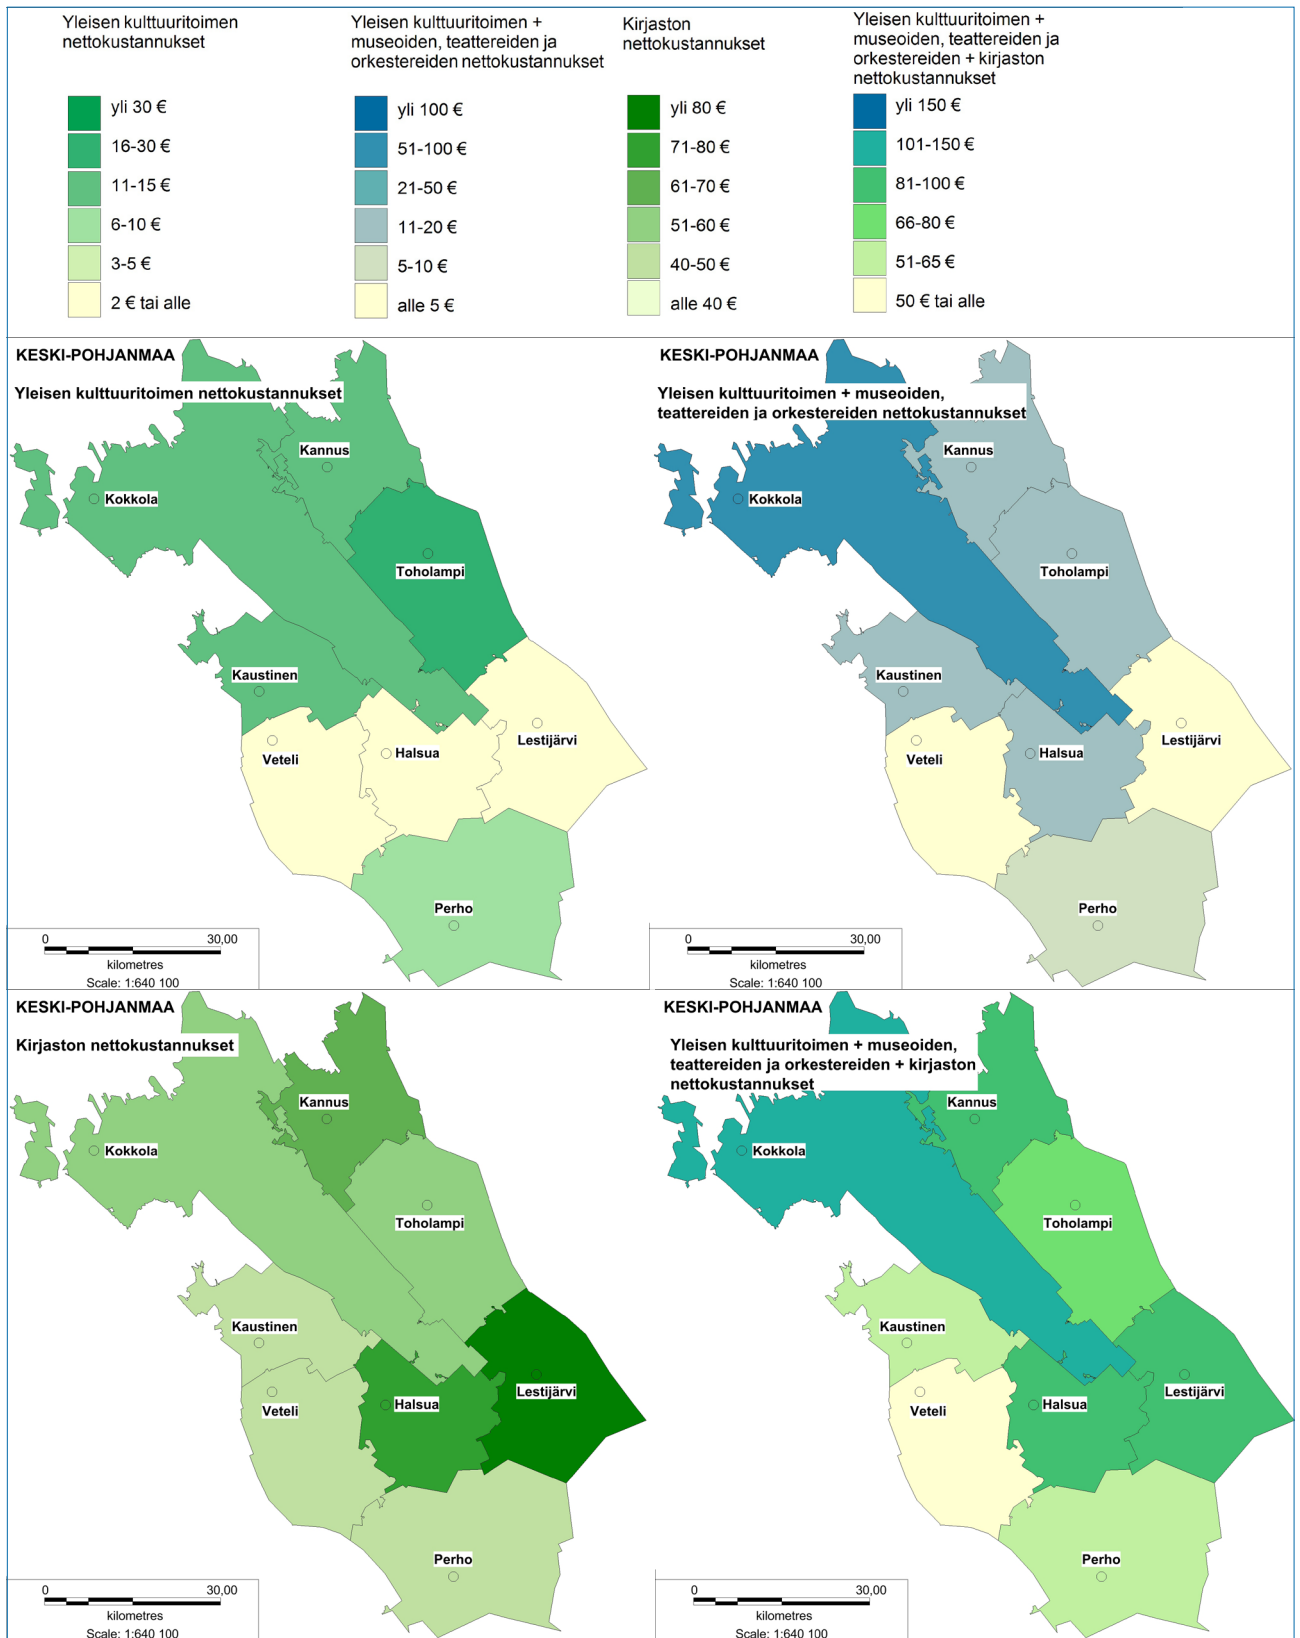 Yleisen kulttuuritoimen
nettokustannukset
yli 30 €
16-30 €
11-15 €
6-10 €
3-5 €
2 € tai alle
Yleisen kulttuuritoimen +
museoiden, teattereiden ja
orkestereiden nettokustannukset
yli 100 €
51-100 €
21-50 €
11-20 €
5-10 €
alle 5 €
Kirjaston
nettokustannukset
yli 80 €
71-80 €
61-70 €
51-60 €
40-50 €
alle 40 €
Yleisen kulttuuritoimen +
museoiden, teattereiden ja
orkestereiden + kirjaston
nettokustannukset
yli 150 €
101-150 €
81-100 €
66-80 €
51-65 €
50 € tai alle
KESKI-POHJANMAA
Yleisen kulttuuritoimen nettokustannukset
Kannus
Kokkola
Toholampi
Kaustinen
Lestijärvi
Halsua
Veteli
Perho
0 30,00
kilometres
Scale: 1:640 100
KESKI-POHJANMAA
Yleisen kulttuuritoimen + museoiden,
teattereiden ja orkestereiden nettokustannukset
Kannus
Kokkola
Toholampi
Kaustinen
Lestijärvi
Halsua
Veteli
Perho
0 30,00
kilometres
Scale: 1:640 100
KESKI-POHJANMAA
Kirjaston nettokustannukset
Kannus
Kokkola
Toholampi
Kaustinen
Lestijärvi
Halsua
Veteli
Perho
0 30,00
kilometres
Scale: 1:640 100
KESKI-POHJANMAA
Yleisen kulttuuritoimen + museoiden,
teattereiden ja orkestereiden + kirjaston
nettokustannukset
Kannus
Kokkola
Toholampi
Kaustinen
Lestijärvi
Halsua
Veteli
Perho
0 30,00
kilometres
Scale: 1:640 100